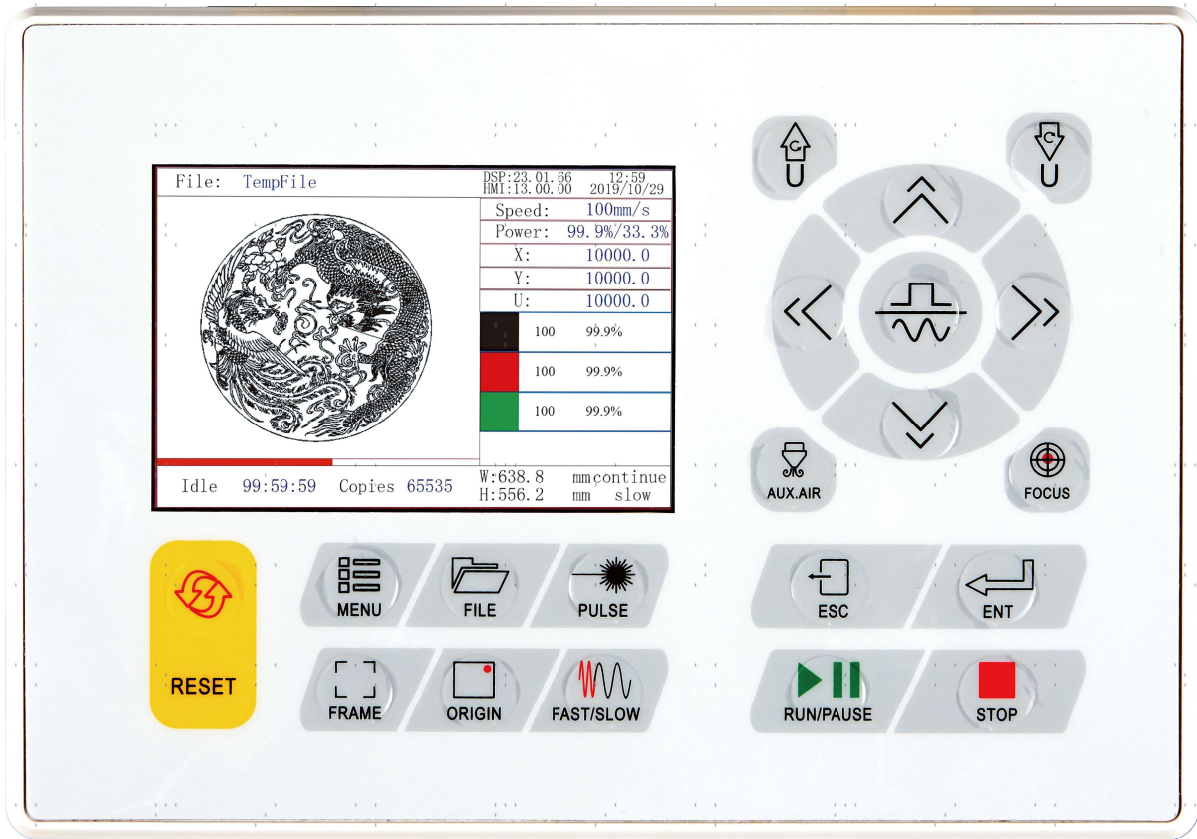 File: TempFile
DSP:23.01.66 12:59
HMI:13.00.00 2019/10/29
Speed: 100mm/s
Power: 99.9%/33.3%
X: 10000.0
Y: 10000.0
U: 10000.0
100 99.9%
100 99.9%
100 99.9%
Idle 99:59:59 Copies 65535
W:638.8 mm continue
H:556.2 mm slow
U
U
AUX.AIR
FOCUS
RESET
MENU
FILE
PULSE
FRAME
ORIGIN
FAST/SLOW
ESC
ENT
RUN/PAUSE
STOP